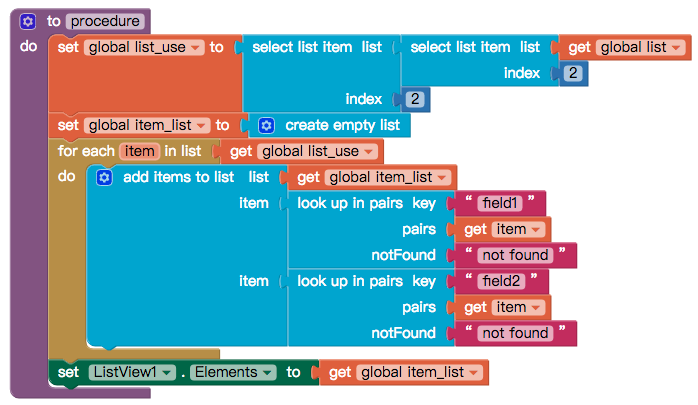 to procedure
do set global list_use to select list item list select list item list get global list
index 2
index 2
set global item_list to create empty list
for each item in list get global list_use
do add items to list list get global item_list
item look up in pairs key “ field1 ”
pairs get item
notFound “ not found ”
item look up in pairs key “ field2 ”
pairs get item
notFound “ not found ”
set ListView1 . Elements to get global item_list